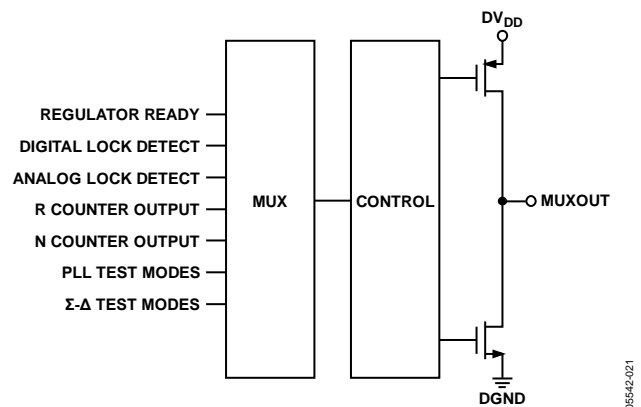 DVDD
REGULATOR READY
DIGITAL LOCK DETECT
ANALOG LOCK DETECT
R COUNTER OUTPUT
N COUNTER OUTPUT
PLL TEST MODES
Σ-Δ TEST MODES
MUX
CONTROL
MUXOUT
DGND
05542-021